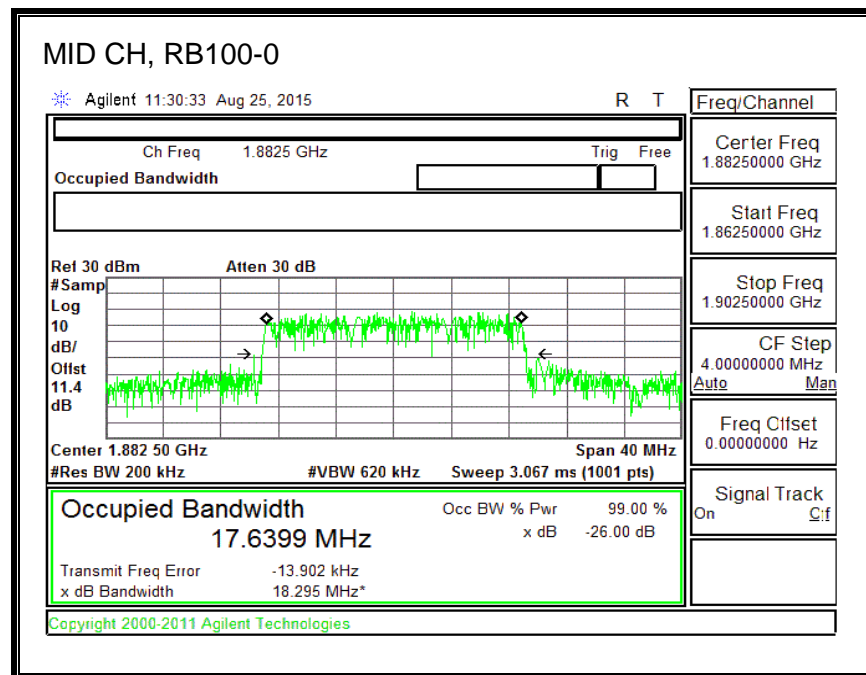 MID CH, RB100-0
Agilent 11:30:33 Aug 25, 2015 R T
Freq/Channel
Ch Freq 1.8825 GHz Trig Free
Occupied Bandwidth
Center Freq
1.88250000 GHz
Start Freq
1.86250000 GHz
Stop Freq
1.90250000 GHz
CF Step
4.00000000 MHz
Auto Man
Freq Offset
0.00000000 Hz
Signal Track
On Off
Ref 30 dBm Atten 30 dB
#Samp
Log
10
dB/
Offst
11.4
dB
Center 1.882 50 GHz Span 40 MHz
#Res BW 200 kHz #VBW 620 kHz Sweep 3.067 ms (1001 pts)
Occupied Bandwidth Occ BW % Pwr 99.00 %
17.6399 MHz x dB -26.00 dB
Transmit Freq Error -13.902 kHz
x dB Bandwidth 18.295 MHz*
Copyright 2000-2011 Agilent Technologies